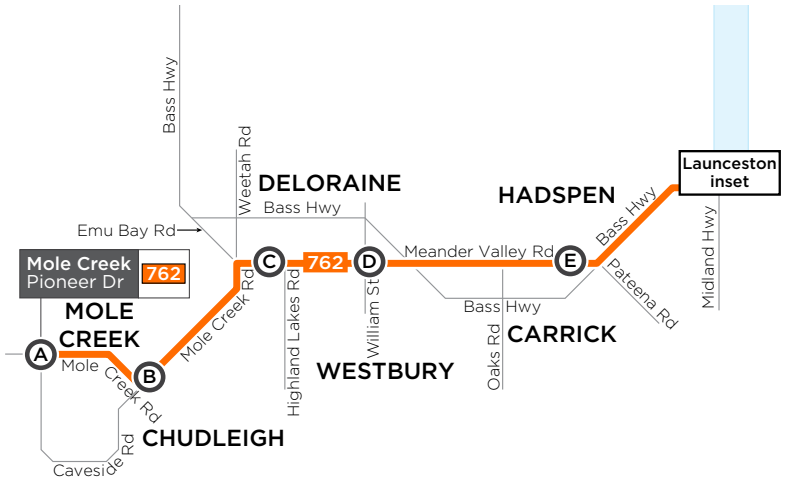 Bass Hwy
Weetah Rd
Launceston
inset
DELORAINE
HADSPEN
Bass Hwy
Bass Hwy
Emu Bay Rd
Midland Hwy
Meander Valley Rd
Mole Creek
Pioneer Dr
762
C
762
D
E
Pateena Rd
Mole Creek Rd
Highland Lakes Rd
William St
Bass Hwy
MOLE
CREEK
Oaks Rd
CARRICK
A
Mole Creek Rd
B
WESTBURY
CHUDLEIGH
Caveside Rd